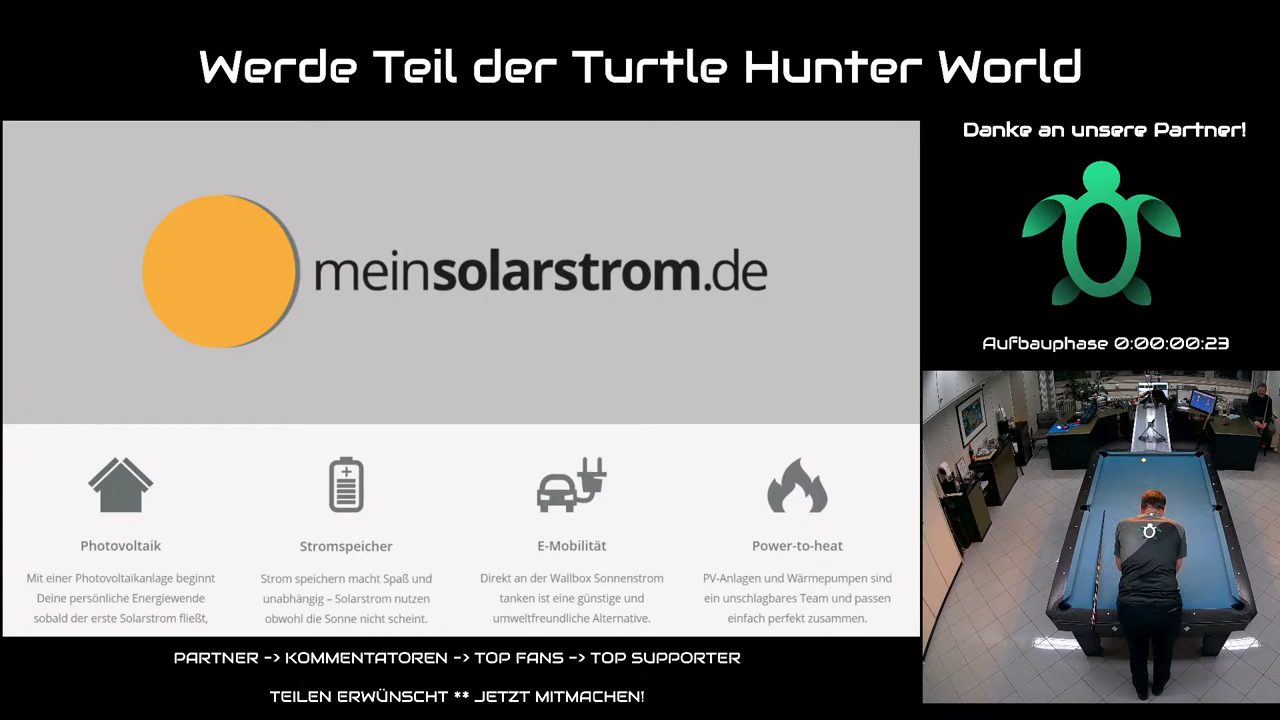 Werde Teil der Turtle Hunter World
meinsolarstrom.de
Photovoltaik
Mit einer Photovoltaikanlage beginnt
Deine persönliche Energiewende
sobald der erste Solarstrom fließt,
Stromspeicher
Strom speichern macht Spaß und
unabhängig – Solarstrom nutzen
obwohl die Sonne nicht scheint.
E-Mobilität
Direkt an der Wallbox Sonnenstrom
tanken ist eine günstige und
umweltfreundliche Alternative.
Power-to-heat
PV-Anlagen und Wärmepumpen sind
ein unschlagbares Team und passen
einfach perfekt zusammen.
Danke an unsere Partner!
Aufbauphase 0:00:00:23
PARTNER -> KOMMENTATOREN -> TOP FANS -> TOP SUPPORTER
TEILEN ERWÜNSCHT ** JETZT MITMACHEN!